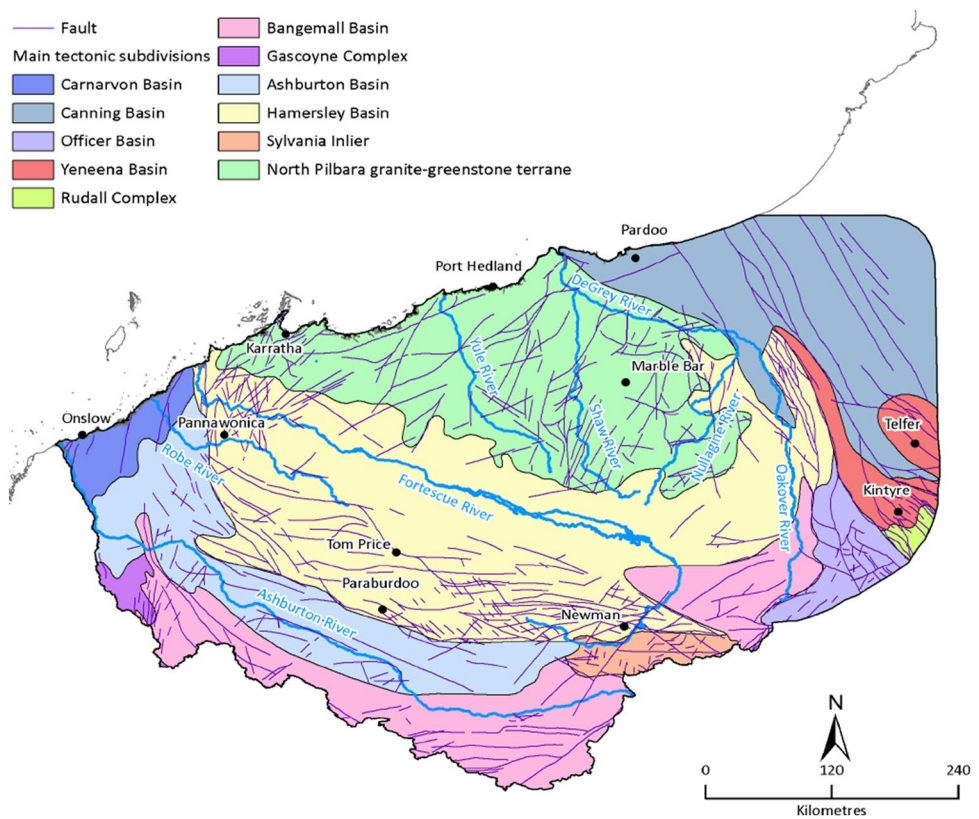 Fault
Main tectonic subdivisions
Carnarvon Basin
Canning Basin
Officer Basin
Yeneena Basin
Rudall Complex
Bangemall Basin
Gascoyne Complex
Ashburton Basin
Hamersley Basin
Sylvania Inlier
North Pilbara granite-greenstone terrane
Pardoo
Port Hedland
DeGrey River
Karratha
Yule River
Marble Bar
Onslow
Pannawonica
Shaw River
Nullagine River
Telfer
Robe River
Fortescue River
Oakover River
Kintyre
Tom Price
Paraburdoo
Ashburton River
Newman
N
0 120 240
Kilometres